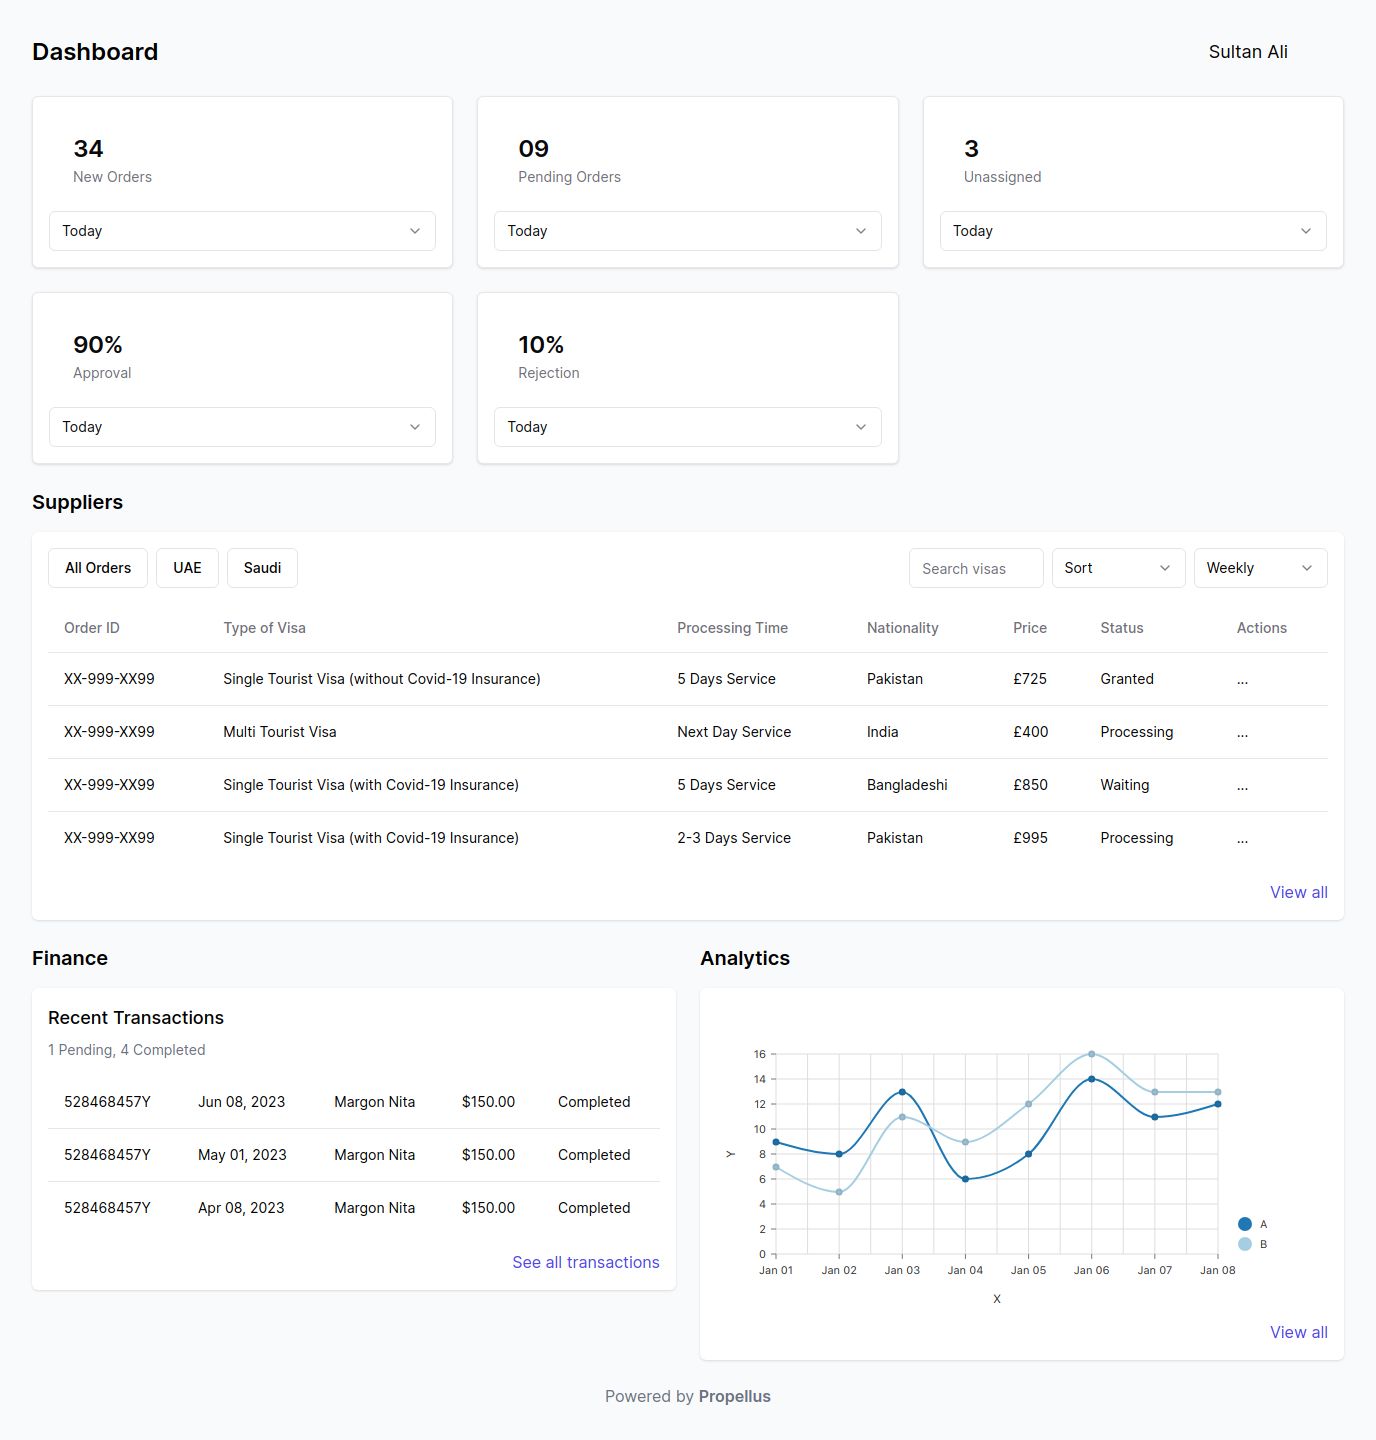 Dashboard
Sultan Ali
34
New Orders
Today
09
Pending Orders
Today
3
Unassigned
Today
90%
Approval
Today
10%
Rejection
Today
Suppliers
All Orders UAE Saudi Search visas Sort Weekly
Order ID Type of Visa Processing Time Nationality Price Status Actions
XX-999-XX99 Single Tourist Visa (without Covid-19 Insurance) 5 Days Service Pakistan £725 Granted ...
XX-999-XX99 Multi Tourist Visa Next Day Service India £400 Processing ...
XX-999-XX99 Single Tourist Visa (with Covid-19 Insurance) 5 Days Service Bangladeshi £850 Waiting ...
XX-999-XX99 Single Tourist Visa (with Covid-19 Insurance) 2-3 Days Service Pakistan £995 Processing ...
View all
Finance
Recent Transactions
1 Pending, 4 Completed
528468457Y Jun 08, 2023 Margon Nita $150.00 Completed
528468457Y May 01, 2023 Margon Nita $150.00 Completed
528468457Y Apr 08, 2023 Margon Nita $150.00 Completed
See all transactions
Analytics
16
14
12
10
8
6
4
2
0
Y
Jan 01 Jan 02 Jan 03 Jan 04 Jan 05 Jan 06 Jan 07 Jan 08
X
A
B
View all
Powered by Propellus